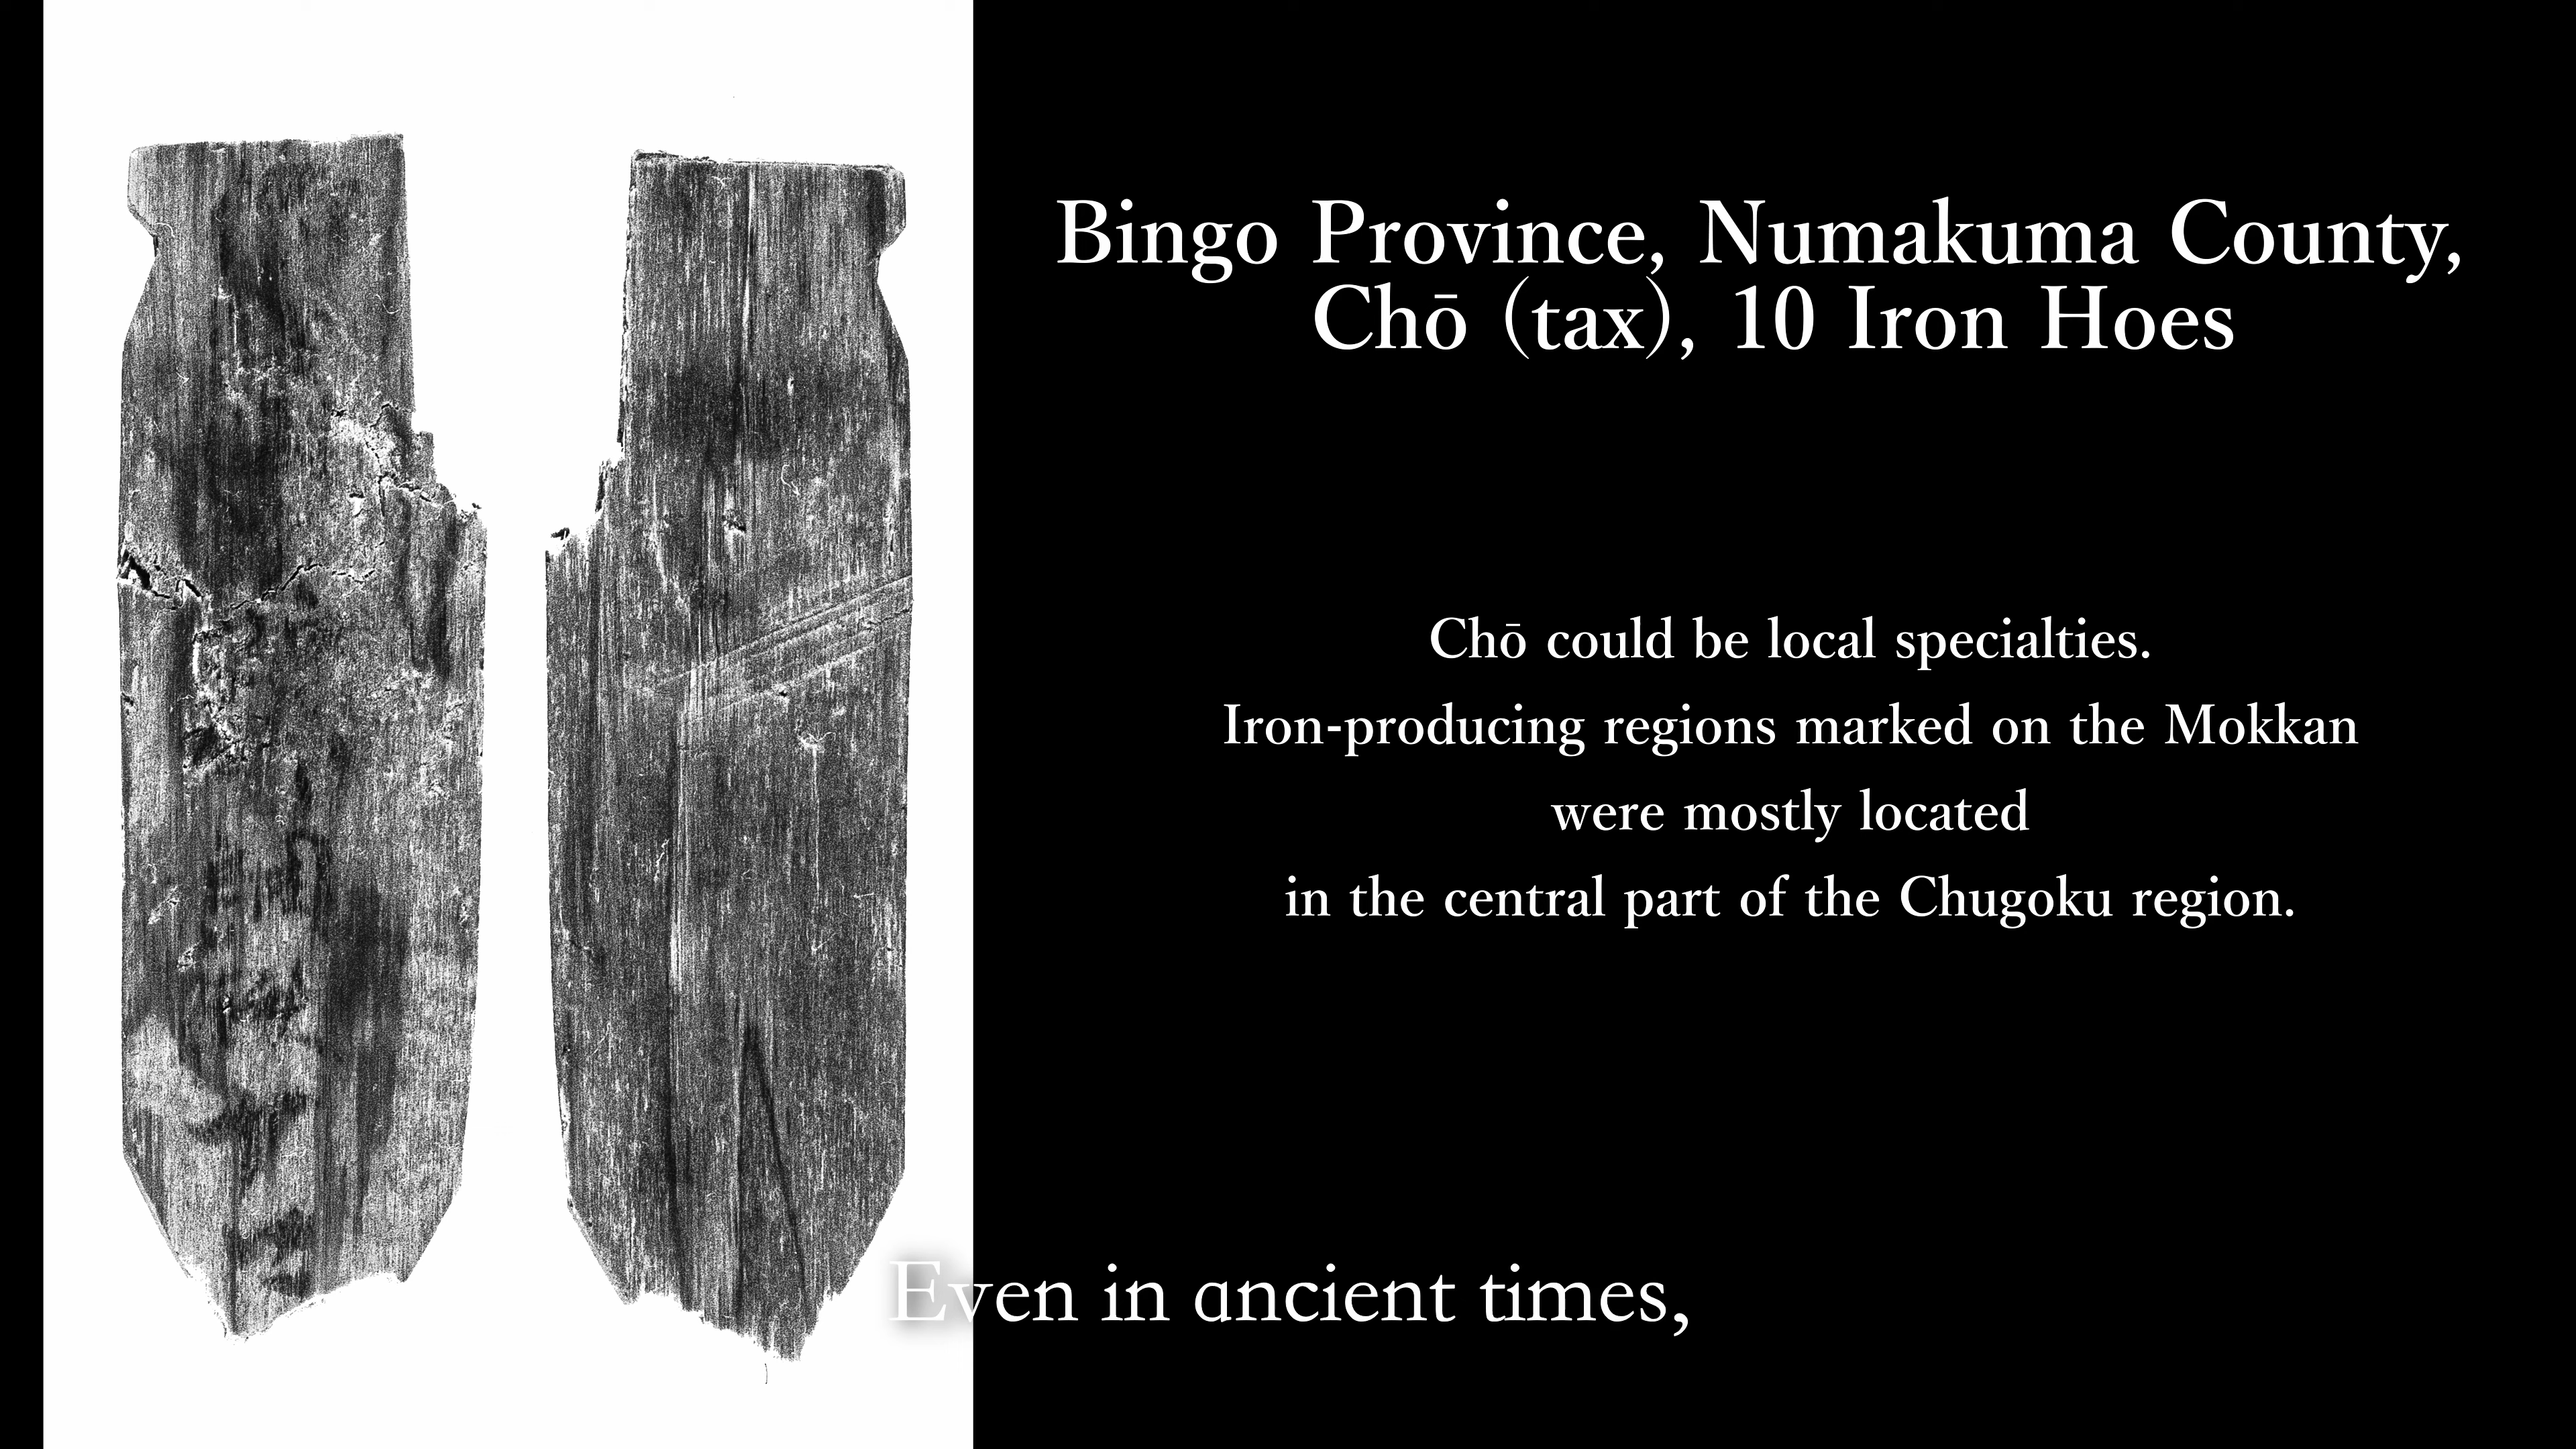 Bingo Province, Numakuma County,
Chō (tax), 10 Iron Hoes
Chō could be local specialties.
Iron-producing regions marked on the Mokkan
were mostly located
in the central part of the Chugoku region.
Even in ancient times,